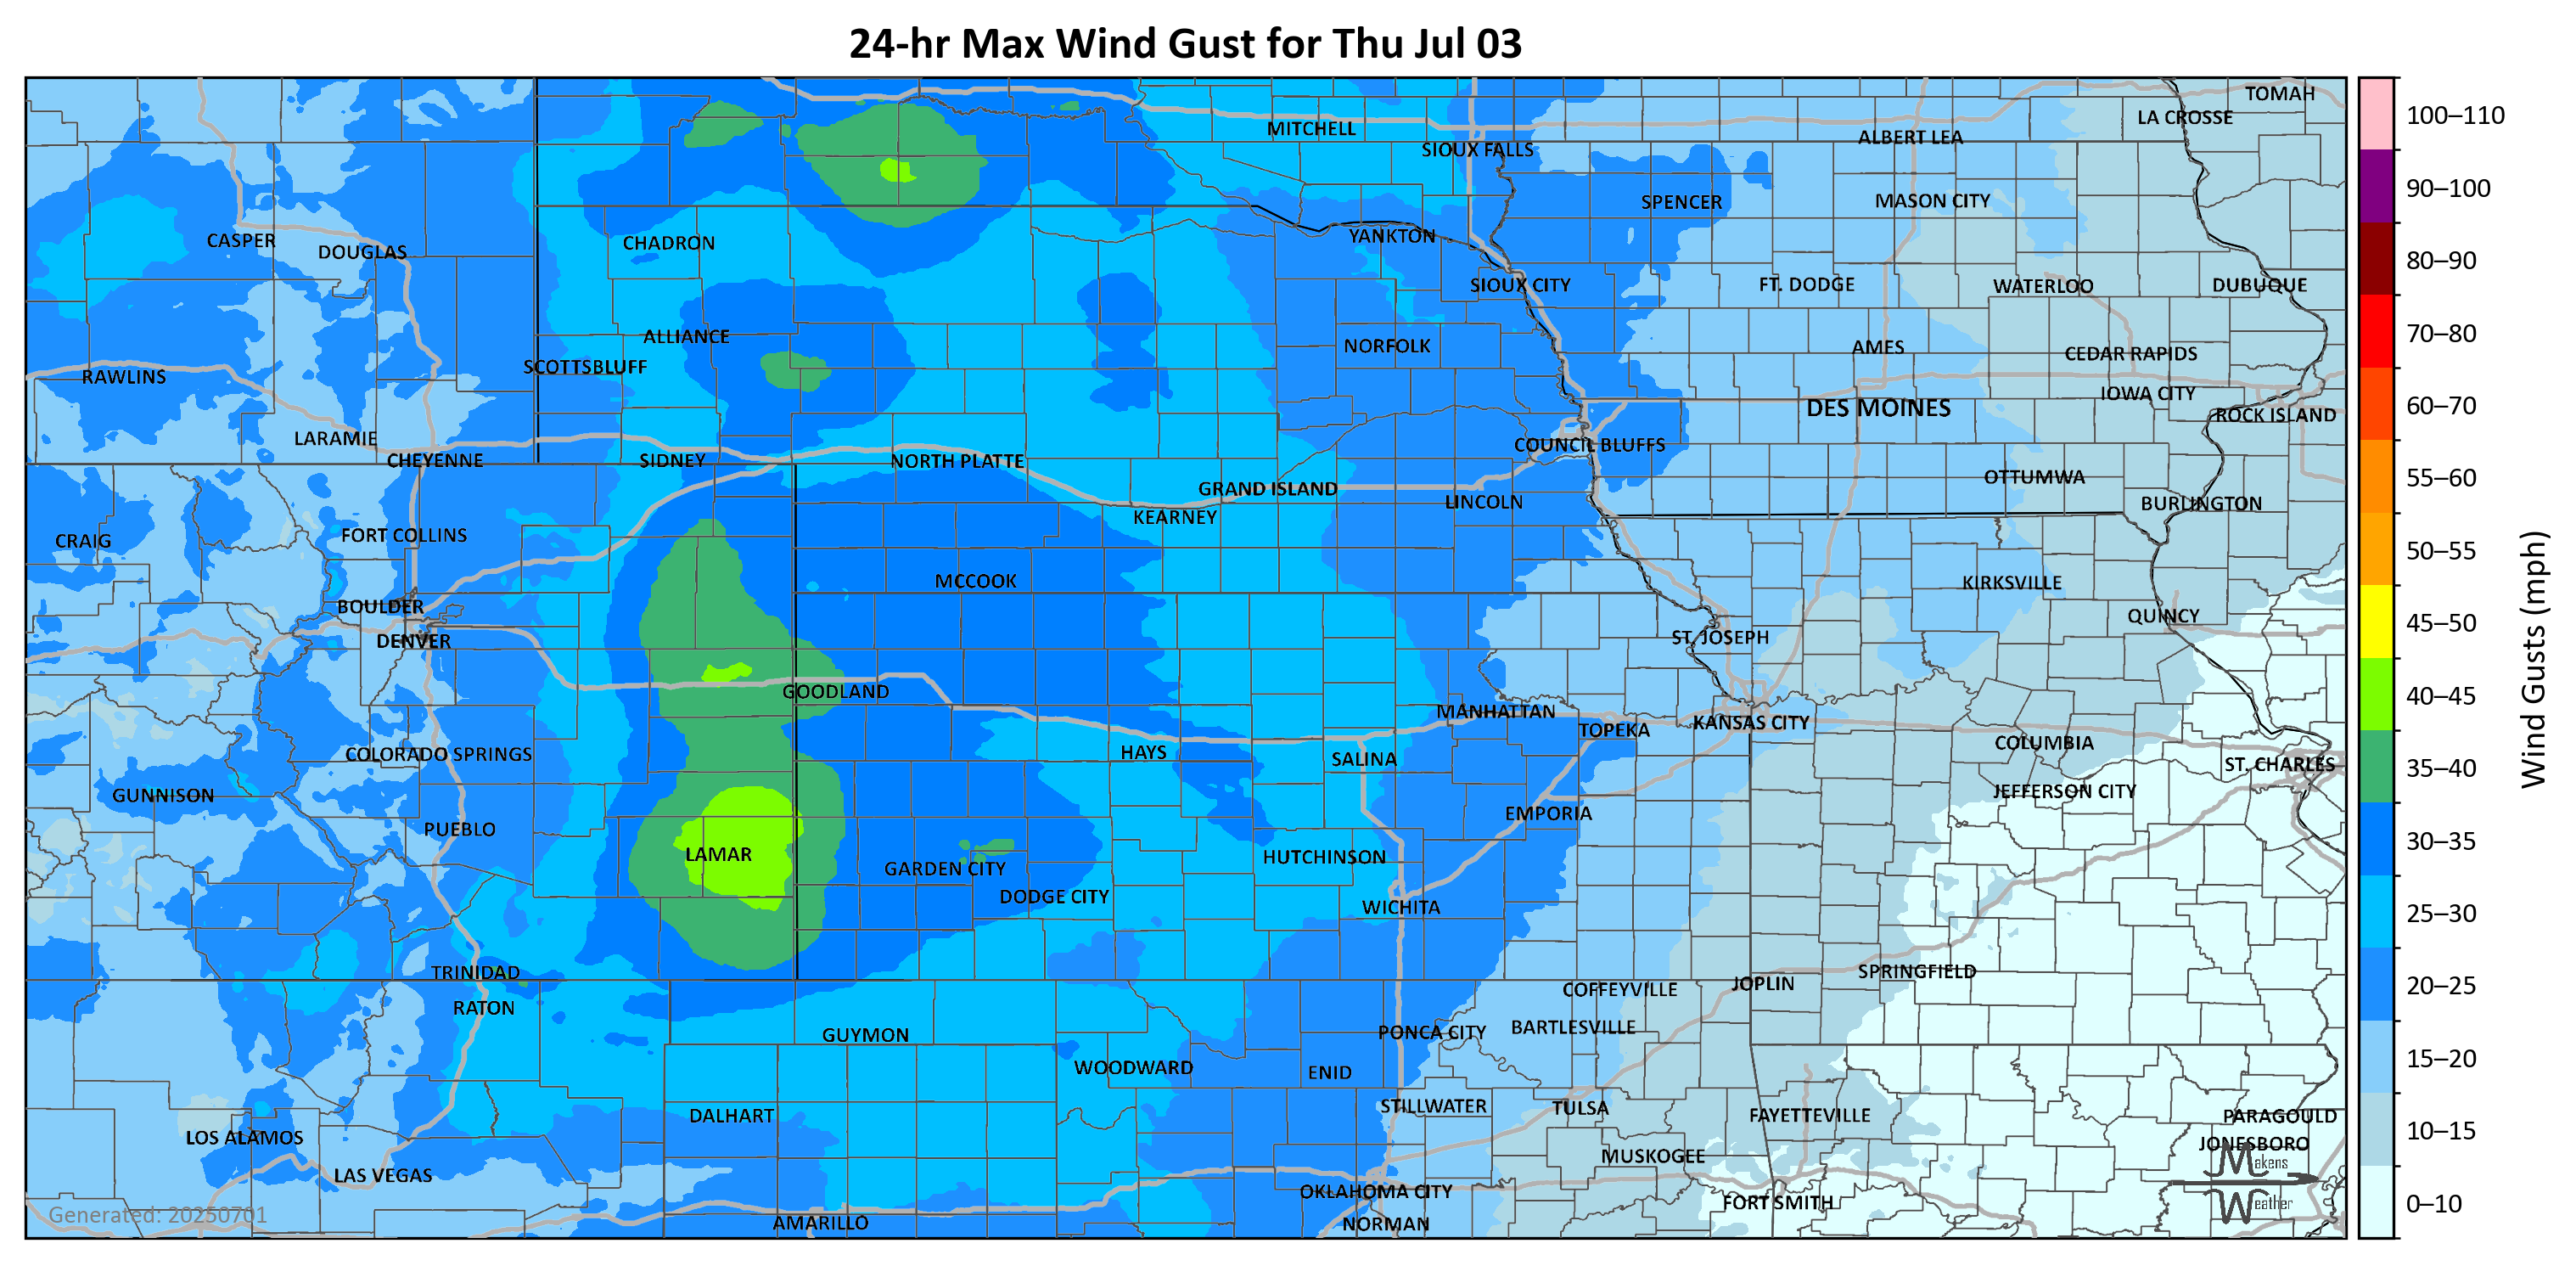 24-hr Max Wind Gust for Thu Jul 03
TOMAH
LA CROSSE
MITCHELL
ALBERT LEA
SIOUX FALLS
SPENCER
MASON CITY
CASPER
DOUGLAS
CHADRON
YANKTON
SIOUX CITY
FT. DODGE
WATERLOO
DUBUQUE
ALLIANCE
NORFOLK
AMES
CEDAR RAPIDS
SCOTTSBLUFF
RAWLINS
IOWA CITY
DES MOINES
ROCK ISLAND
LARAMIE
COUNCIL BLUFFS
CHEYENNE
SIDNEY
NORTH PLATTE
OTTUMWA
GRAND ISLAND
LINCOLN
BURLINGTON
KEARNEY
CRAIG
FORT COLLINS
MCCOOK
KIRKSVILLE
BOULDER
QUINCY
DENVER
ST. JOSEPH
GOODLAND
MANHATTAN
TOPEKA
KANSAS CITY
COLUMBIA
COLORADO SPRINGS
HAYS
SALINA
ST. CHARLES
GUNNISON
JEFFERSON CITY
EMPORIA
PUEBLO
LAMAR
HUTCHINSON
GARDEN CITY
DODGE CITY
WICHITA
TRINIDAD
SPRINGFIELD
JOPLIN
COFFEYVILLE
RATON
GUYMON
PONCA CITY
BARTLESVILLE
WOODWARD
ENID
STILLWATER
TULSA
DALHART
FAYETTEVILLE
PARAGOULD
LOS ALAMOS
JONESBORO
MUSKOGEE
LAS VEGAS
OKLAHOMA CITY
FORT SMITH
AMARILLO
NORMAN
Makens
Weather
Generated: 20250701
100–110
90–100
80–90
70–80
60–70
55–60
50–55
45–50
40–45
35–40
30–35
25–30
20–25
15–20
10–15
0–10
Wind Gusts (mph)